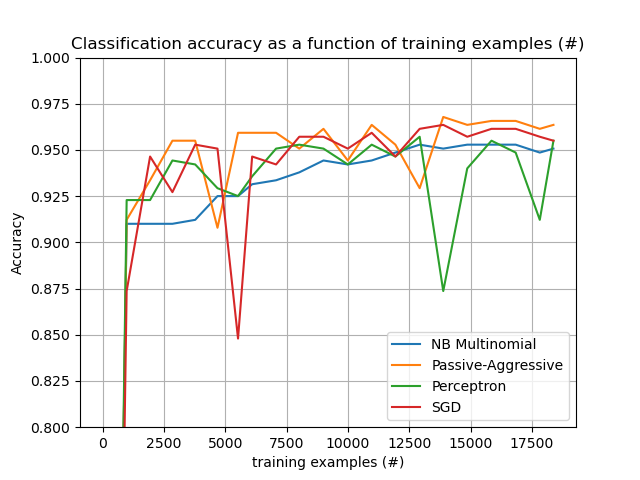 Classification accuracy as a function of training examples (#)
1.000
0.975
0.950
0.925
0.900
0.875
0.850
0.825
0.800
Accuracy
NB Multinomial
Passive-Aggressive
Perceptron
SGD
0 2500 5000 7500 10000 12500 15000 17500
training examples (#)